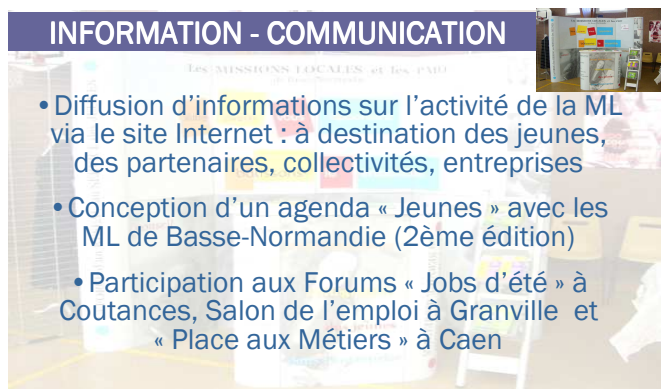 INFORMATION - COMMUNICATION
Les MISSIONS LOCALES et les PAIO
•Diffusion d’informations sur l’activité de la ML
via le site Internet : à destination des jeunes,
des partenaires, collectivités, entreprises
•Conception d’un agenda « Jeunes » avec les
ML de Basse-Normandie (2ème édition)
•Participation aux Forums « Jobs d’été » à
Coutances, Salon de l’emploi à Granville et
« Place aux Métiers » à Caen